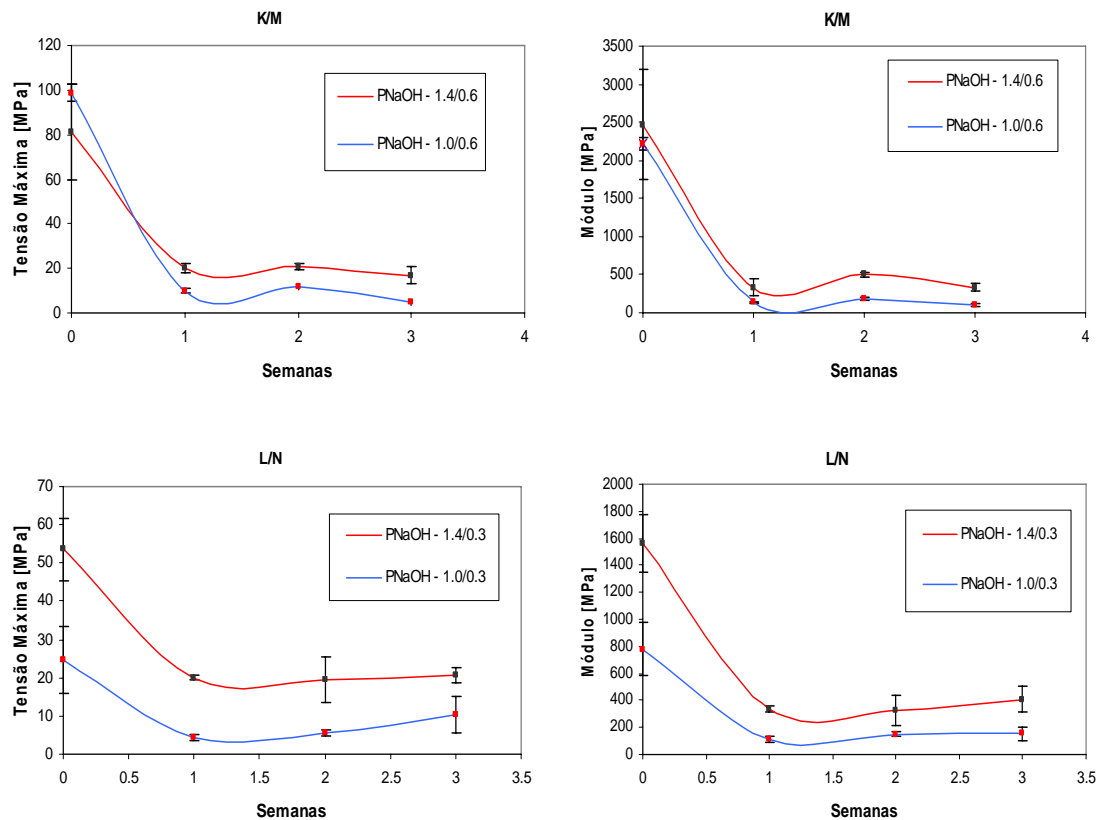 K/M
Tensão Máxima [MPa]
120
100
80
60
40
20
0
PNaOH - 1.4/0.6
PNaOH - 1.0/0.6
0 1 2 3 4
Semanas
K/M
Módulo [MPa]
3500
3000
2500
2000
1500
1000
500
0
PNaOH - 1.4/0.6
PNaOH - 1.0/0.6
0 1 2 3 4
Semanas
L/N
Tensão Máxima [MPa]
70
60
50
40
30
20
10
0
PNaOH - 1.4/0.3
PNaOH - 1.0/0.3
0 0.5 1 1.5 2 2.5 3 3.5
Semanas
L/N
Módulo [MPa]
2000
1800
1600
1400
1200
1000
800
600
400
200
0
PNaOH - 1.4/0.3
PNaOH - 1.0/0.3
0 0.5 1 1.5 2 2.5 3 3.5
Semanas